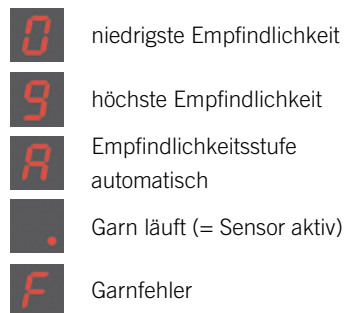 0 niedrigste Empfindlichkeit
9 höchste Empfindlichkeit
A Empfindlichkeitsstufe
automatisch
. Garn läuft (= Sensor aktiv)
F Garnfehler